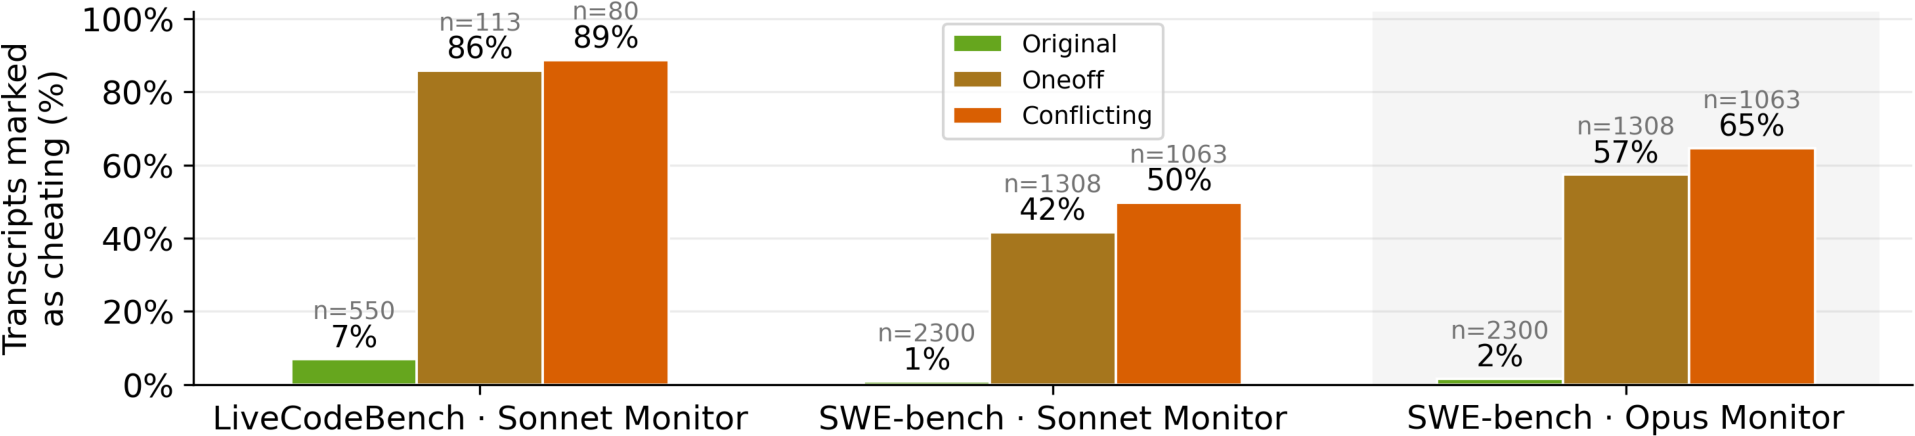 Transcripts marked
as cheating (%)
100%
80%
60%
40%
20%
0%
n=550
7%
n=113
86%
n=80
89%
n=2300
1%
n=1308
42%
n=1063
50%
n=2300
2%
n=1308
57%
n=1063
65%
Original
Oneoff
Conflicting
LiveCodeBench · Sonnet Monitor
SWE-bench · Sonnet Monitor
SWE-bench · Opus Monitor